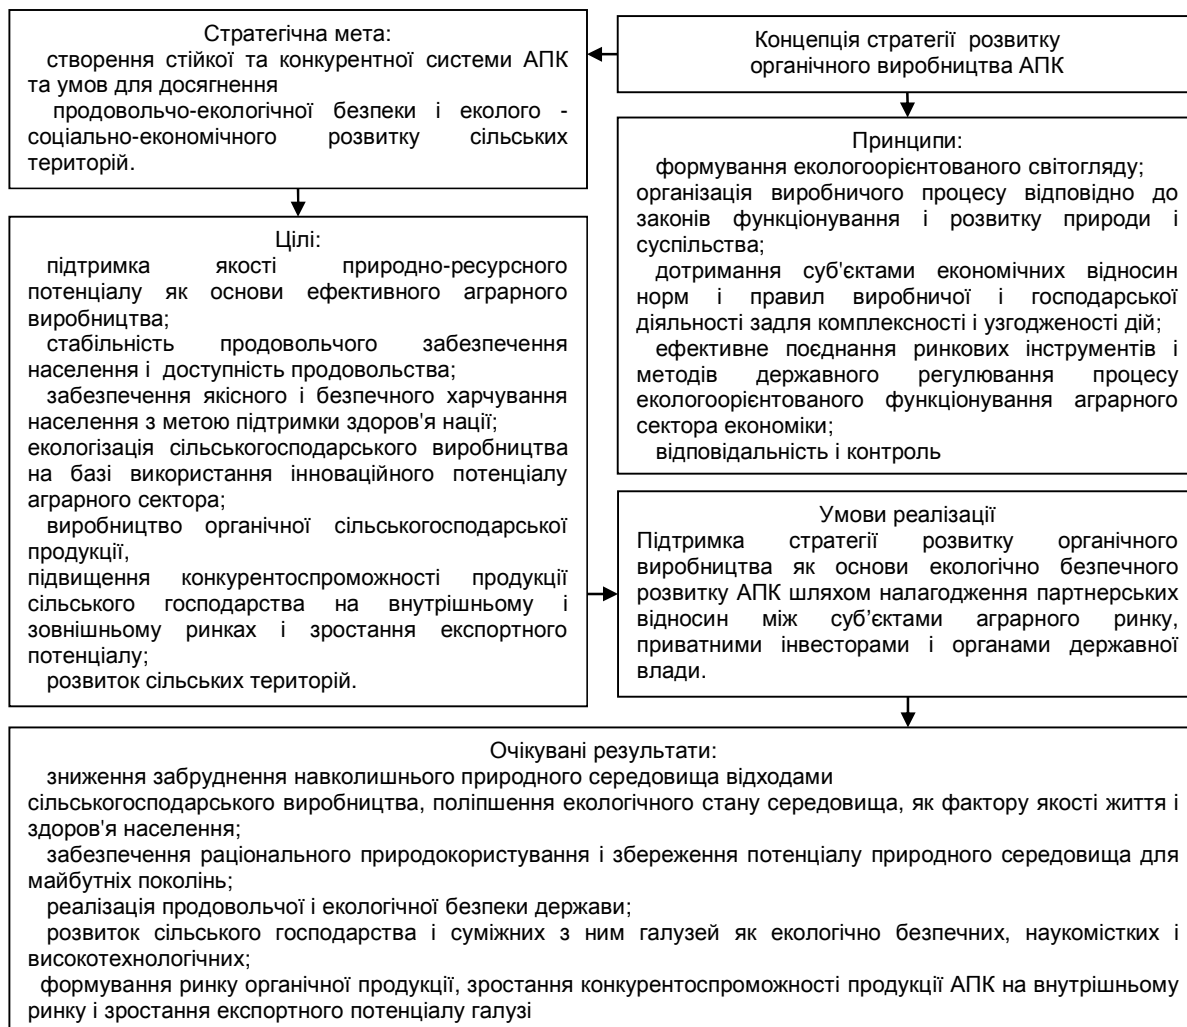 Стратегічна мета:
створення стійкої та конкурентної системи АПК
та умов для досягнення
продовольчо-екологічної безпеки і еколого -
соціально-економічного розвитку сільських
територій.
Концепція стратегії розвитку
органічного виробництва АПК
Принципи:
формування екологоорієнтованого світогляду;
організація виробничого процесу відповідно до
законів функціонування і розвитку природи і
суспільства;
дотримання суб'єктами економічних відносин
норм і правил виробничої і господарської
діяльності задля комплексності і узгодженості дій;
ефективне поєднання ринкових інструментів і
методів державного регулювання процесу
екологоорієнтованого функціонування аграрного
сектора економіки;
відповідальність і контроль
Цілі:
підтримка якості природно-ресурсного
потенціалу як основи ефективного аграрного
виробництва;
стабільність продовольчого забезпечення
населення і доступність продовольства;
забезпечення якісного і безпечного харчування
населення з метою підтримки здоров'я нації;
екологізація сільськогосподарського виробництва
на базі використання інноваційного потенціалу
аграрного сектора;
виробництво органічної сільськогосподарської
продукції,
підвищення конкурентоспроможності продукції
сільського господарства на внутрішньому і
зовнішньому ринках і зростання експортного
потенціалу;
розвиток сільських територій.
Умови реалізації
Підтримка стратегії розвитку органічного
виробництва як основи екологічно безпечного
розвитку АПК шляхом налагодження партнерських
відносин між суб’єктами аграрного ринку,
приватними інвесторами і органами державної
влади.
Очікувані результати:
зниження забруднення навколишнього природного середовища відходами
сільськогосподарського виробництва, поліпшення екологічного стану середовища, як фактору якості життя і
здоров'я населення;
забезпечення раціонального природокористування і збереження потенціалу природного середовища для
майбутніх поколінь;
реалізація продовольчої і екологічної безпеки держави;
розвиток сільського господарства і суміжних з ним галузей як екологічно безпечних, наукомістких і
високотехнологічних;
формування ринку органічної продукції, зростання конкурентоспроможності продукції АПК на внутрішньому
ринку і зростання експортного потенціалу галузі